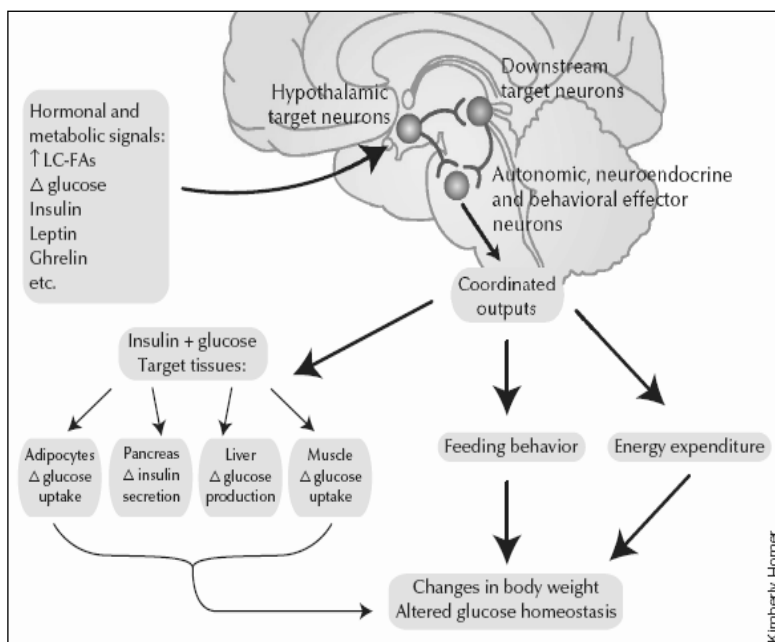 Hormonal and
metabolic signals:
↑ LC-FAs
Δ glucose
Insulin
Leptin
Ghrelin
etc.
Hypothalamic
target neurons
Downstream
target neurons
Autonomic, neuroendocrine
and behavioral effector
neurons
Coordinated
outputs
Insulin + glucose
Target tissues:
Adipocytes
Δ glucose
uptake
Pancreas
Δ insulin
secretion
Liver
Δ glucose
production
Muscle
Δ glucose
uptake
Feeding behavior
Energy expenditure
Changes in body weight
Altered glucose homeostasis
Kimberly Horner